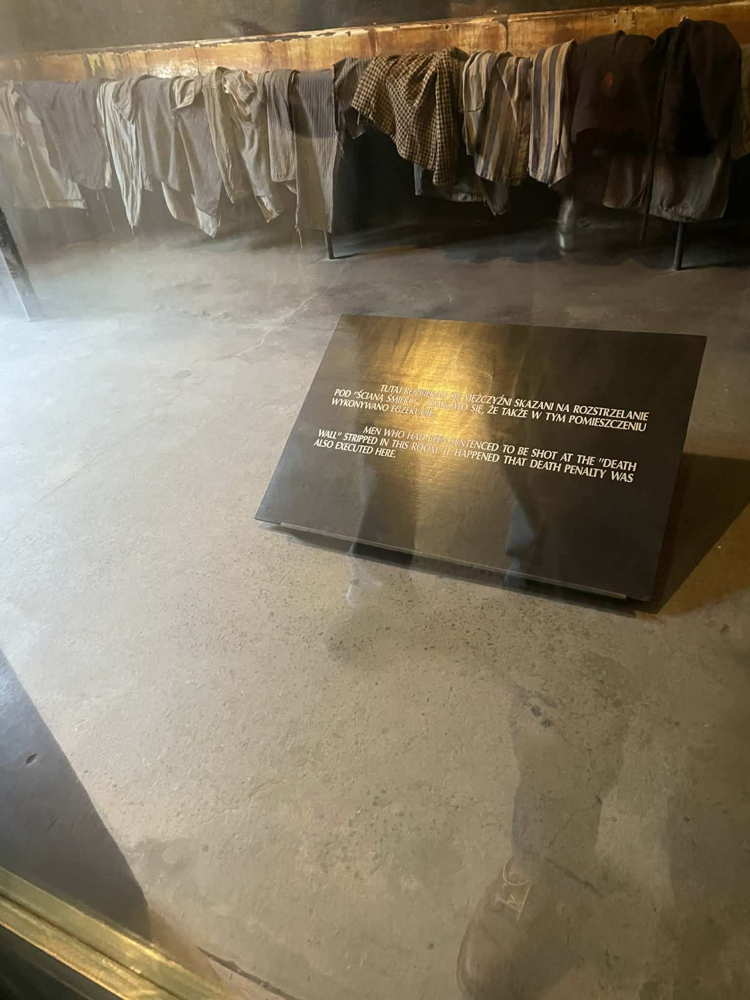 TUTAJ ROZBIERALI SIĘ MĘŻCZYŹNI SKAZANI NA ROZSTRZELANIE
POD "ŚCIANĄ ŚMIERCI". ZDARZAŁO SIĘ, ŻE TAKŻE W TYM POMIESZCZENIU
WYKONYWANO EGZEKUCJE.
MEN WHO HAD BEEN SENTENCED TO BE SHOT AT THE "DEATH
WALL" STRIPPED IN THIS ROOM. IT HAPPENED THAT DEATH PENALTY WAS
ALSO EXECUTED HERE.